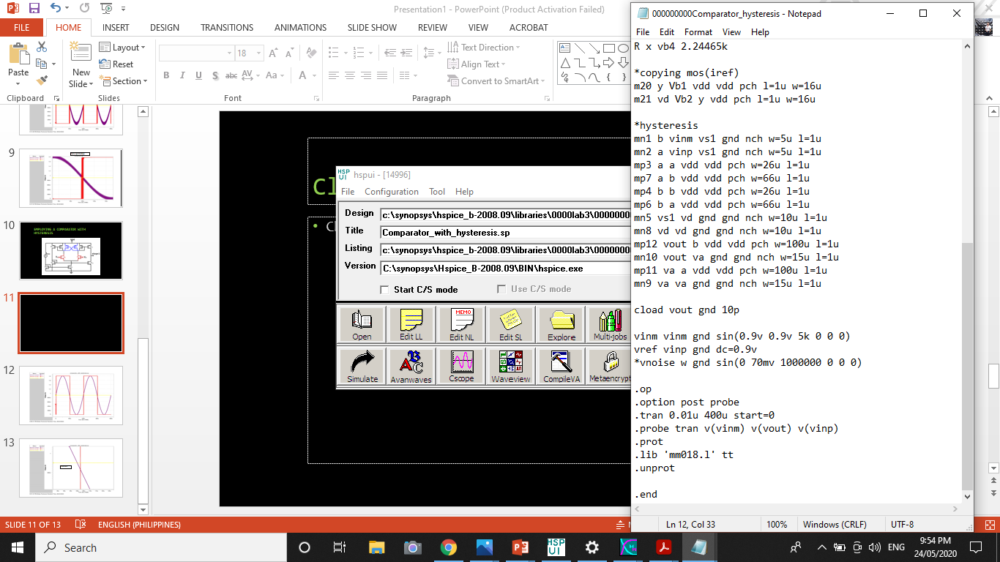 Presentation1 - PowerPoint (Product Activation Failed)
FILE
HOME
INSERT
DESIGN
TRANSITIONS
ANIMATIONS
SLIDE SHOW
REVIEW
VIEW
ACROBAT
Paste
New
Slide
Layout
Reset
Section
18
B I U S abc AV Aa A
Text Direction
Align Text
Convert to SmartArt
Clipboard
Slides
Font
Paragraph
9
10
EMPLOYING A COMPARATOR WITH
HYSTERESIS
11
12
13
hspui - [14996]
File Configuration Tool Help
Design c:\synopsys\hspice_b-2008.09\libraries\0000lab3\0000000
Title Comparator_with_hysteresis.sp
Listing c:\synopsys\hspice_b-2008.09\libraries\0000lab3\0000000
Version C:\synopsys\Hspice_B-2008.09\BIN\hspice.exe
Start C/S mode
Use C/S mode
Open
MEMO
Edit LL
Edit NL
Edit SL
Explore
Multi-jobs
Simulate
Avanwaves
Cscope
Waveview
CompileVA
Metaencrypt
000000000Comparator_hysteresis - Notepad
File Edit Format View Help
R x vb4 2.24465k
*copying mos(iref)
m20 y Vb1 vdd vdd pch l=1u w=16u
m21 vd Vb2 y vdd pch l=1u w=16u
*hysteresis
mn1 b vinm vs1 gnd nch w=5u l=1u
mn2 a vinp vs1 gnd nch w=5u l=1u
mp3 a a vdd vdd pch w=26u l=1u
mp7 a b vdd vdd pch w=66u l=1u
mp4 b b vdd vdd pch w=26u l=1u
mp6 b a vdd vdd pch w=66u l=1u
mn5 vs1 vd gnd gnd nch w=10u l=1u
mn8 vd vd gnd gnd nch w=10u l=1u
mp12 vout b vdd vdd pch w=100u l=1u
mn10 vout va gnd gnd nch w=15u l=1u
mp11 va a vdd vdd pch w=100u l=1u
mn9 va va gnd gnd nch w=15u l=1u
cload vout gnd 10p
vinm vinm gnd sin(0.9v 0.9v 5k 0 0 0)
vref vinp gnd dc=0.9v
*vnoise w gnd sin(0 70mv 1000000 0 0 0)
.op
.option post probe
.tran 0.01u 400u start=0
.probe tran v(vinm) v(vout) v(vinp)
.prot
.lib 'mm018.l' tt
.unprot
.end
Ln 12, Col 33
100%
Windows (CRLF)
UTF-8
SLIDE 11 OF 13
ENGLISH (PHILIPPINES)
Search
HSP
UI
ENG
9:54 PM
24/05/2020